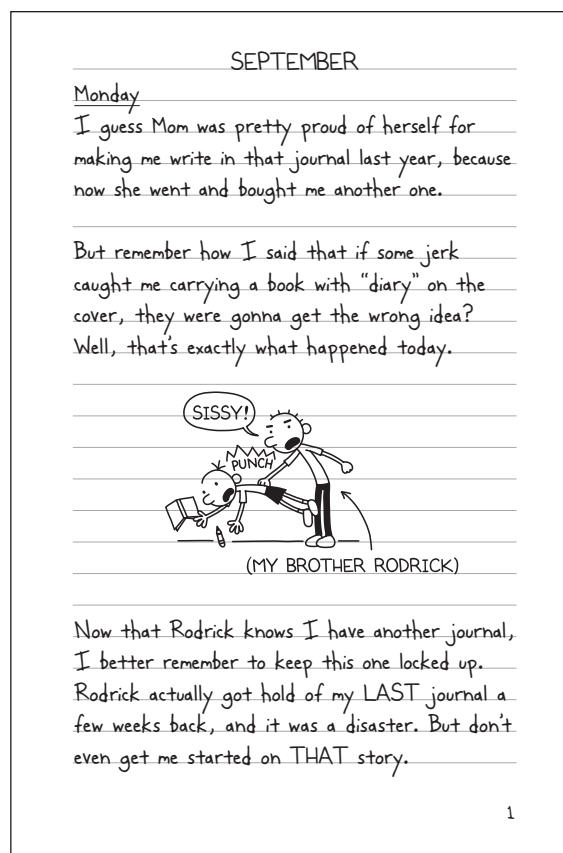 SEPTEMBER
Monday
I guess Mom was pretty proud of herself for
making me write in that journal last year, because
now she went and bought me another one.
But remember how I said that if some jerk
caught me carrying a book with “diary” on the
cover, they were gonna get the wrong idea?
Well, that’s exactly what happened today.
SISSY!
PUNCH
(MY BROTHER RODRICK)
Now that Rodrick knows I have another journal,
I better remember to keep this one locked up.
Rodrick actually got hold of my LAST journal a
few weeks back, and it was a disaster. But don’t
even get me started on THAT story.
1